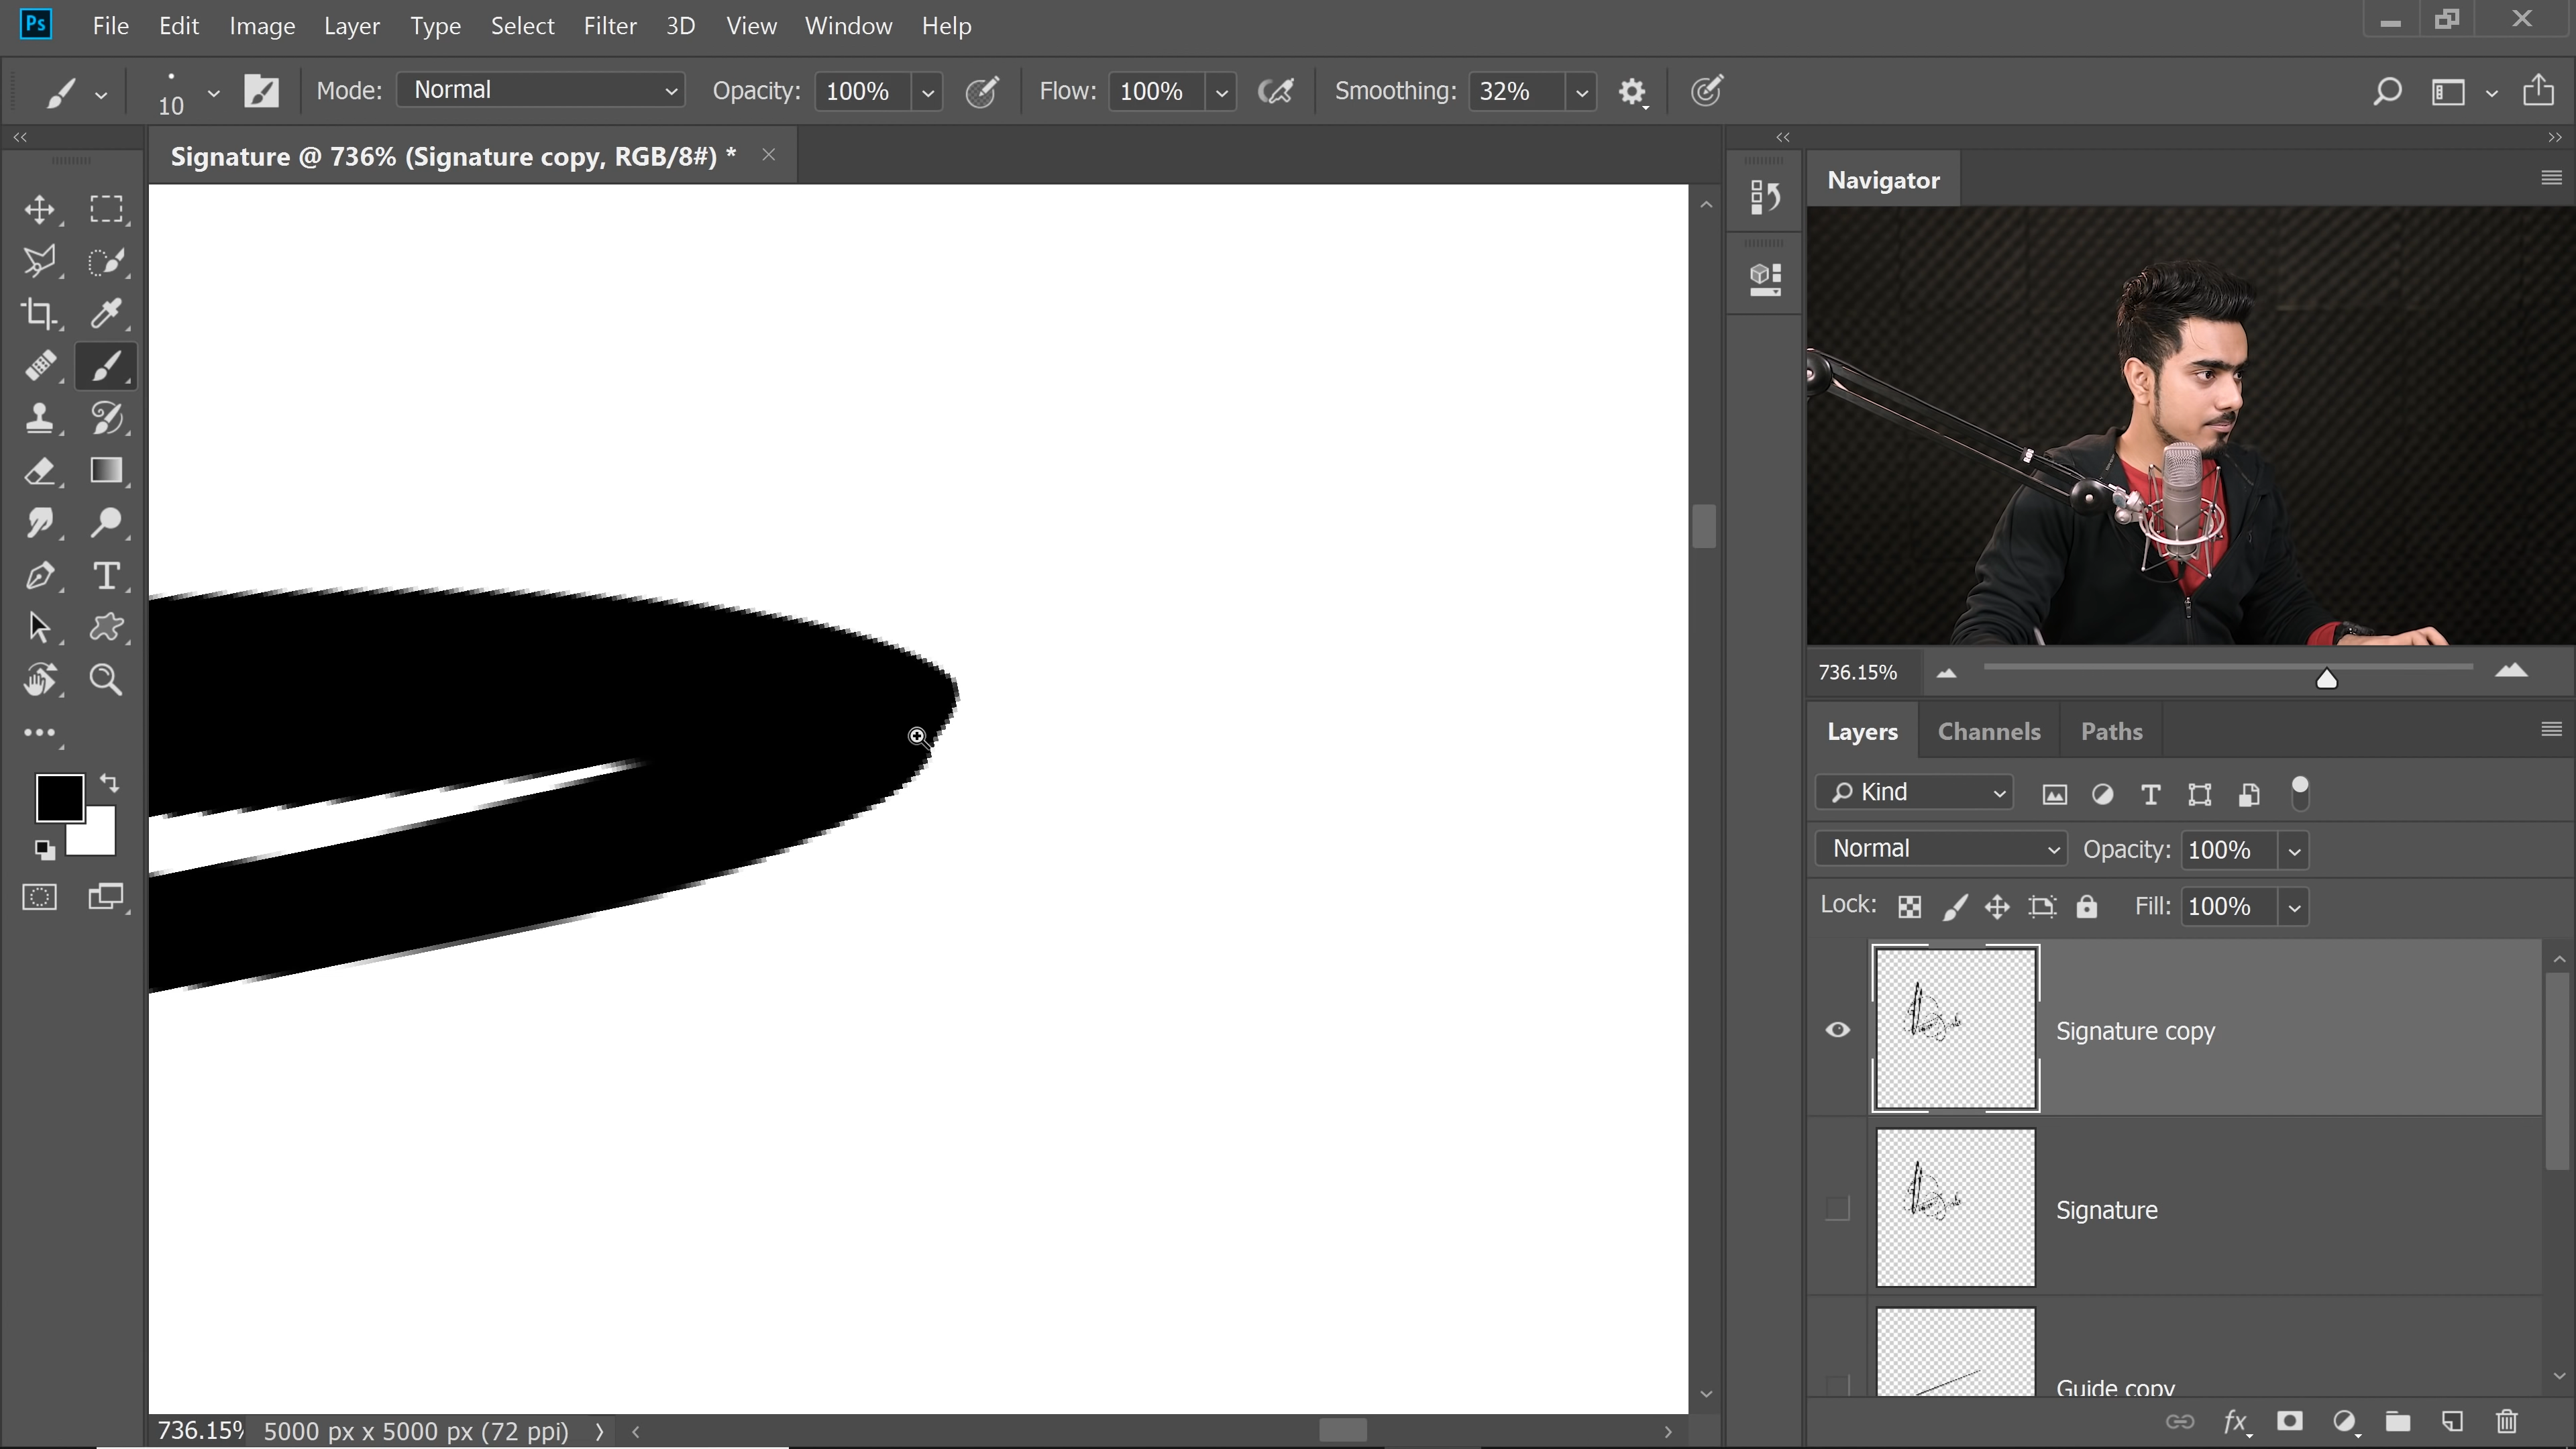 Ps File Edit Image Layer Type Select Filter 3D View Window Help
10 Mode: Normal Opacity: 100% Flow: 100% Smoothing: 32%
Signature @ 736% (Signature copy, RGB/8#) *
Navigator
736.15%
Layers Channels Paths
Kind
Normal Opacity: 100%
Lock: Fill: 100%
Signature copy
Signature
Guide copy
fx
736.15% 5000 px x 5000 px (72 ppi)